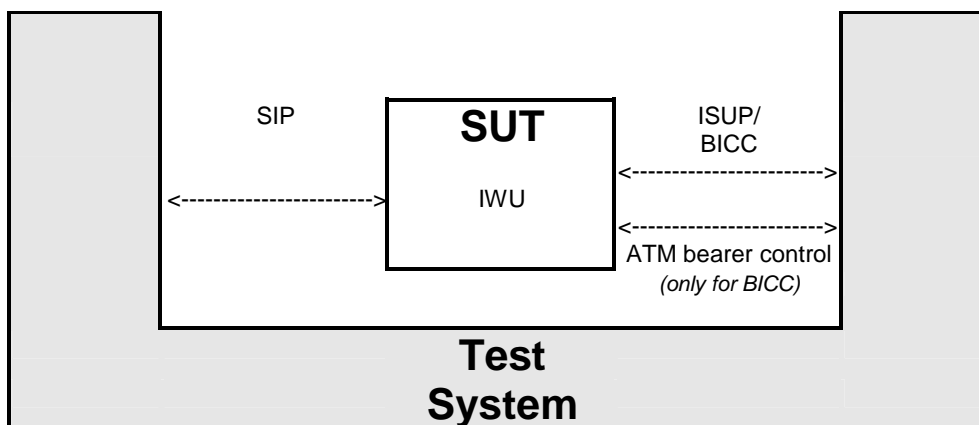 SIP
SUT
IWU
ISUP/
BICC
<------------------------>
<------------------------>
<------------------------>
ATM bearer control
(only for BICC)
Test
System